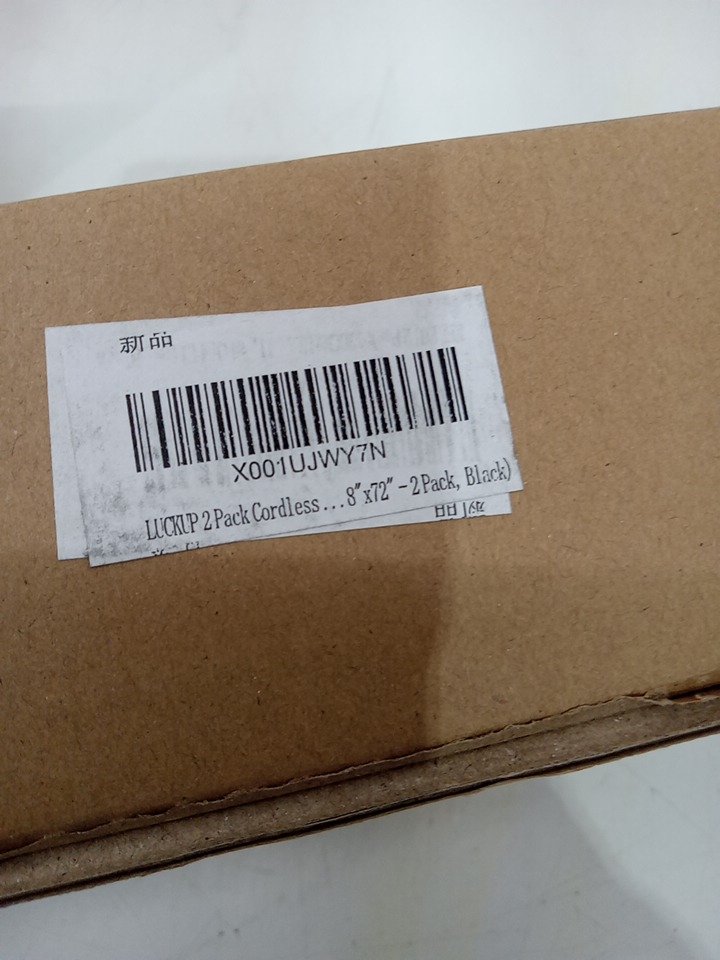 新品
X001UJWY7N
LUCKUP 2 Pack Cordless...8"x72" - 2 Pack, Black)